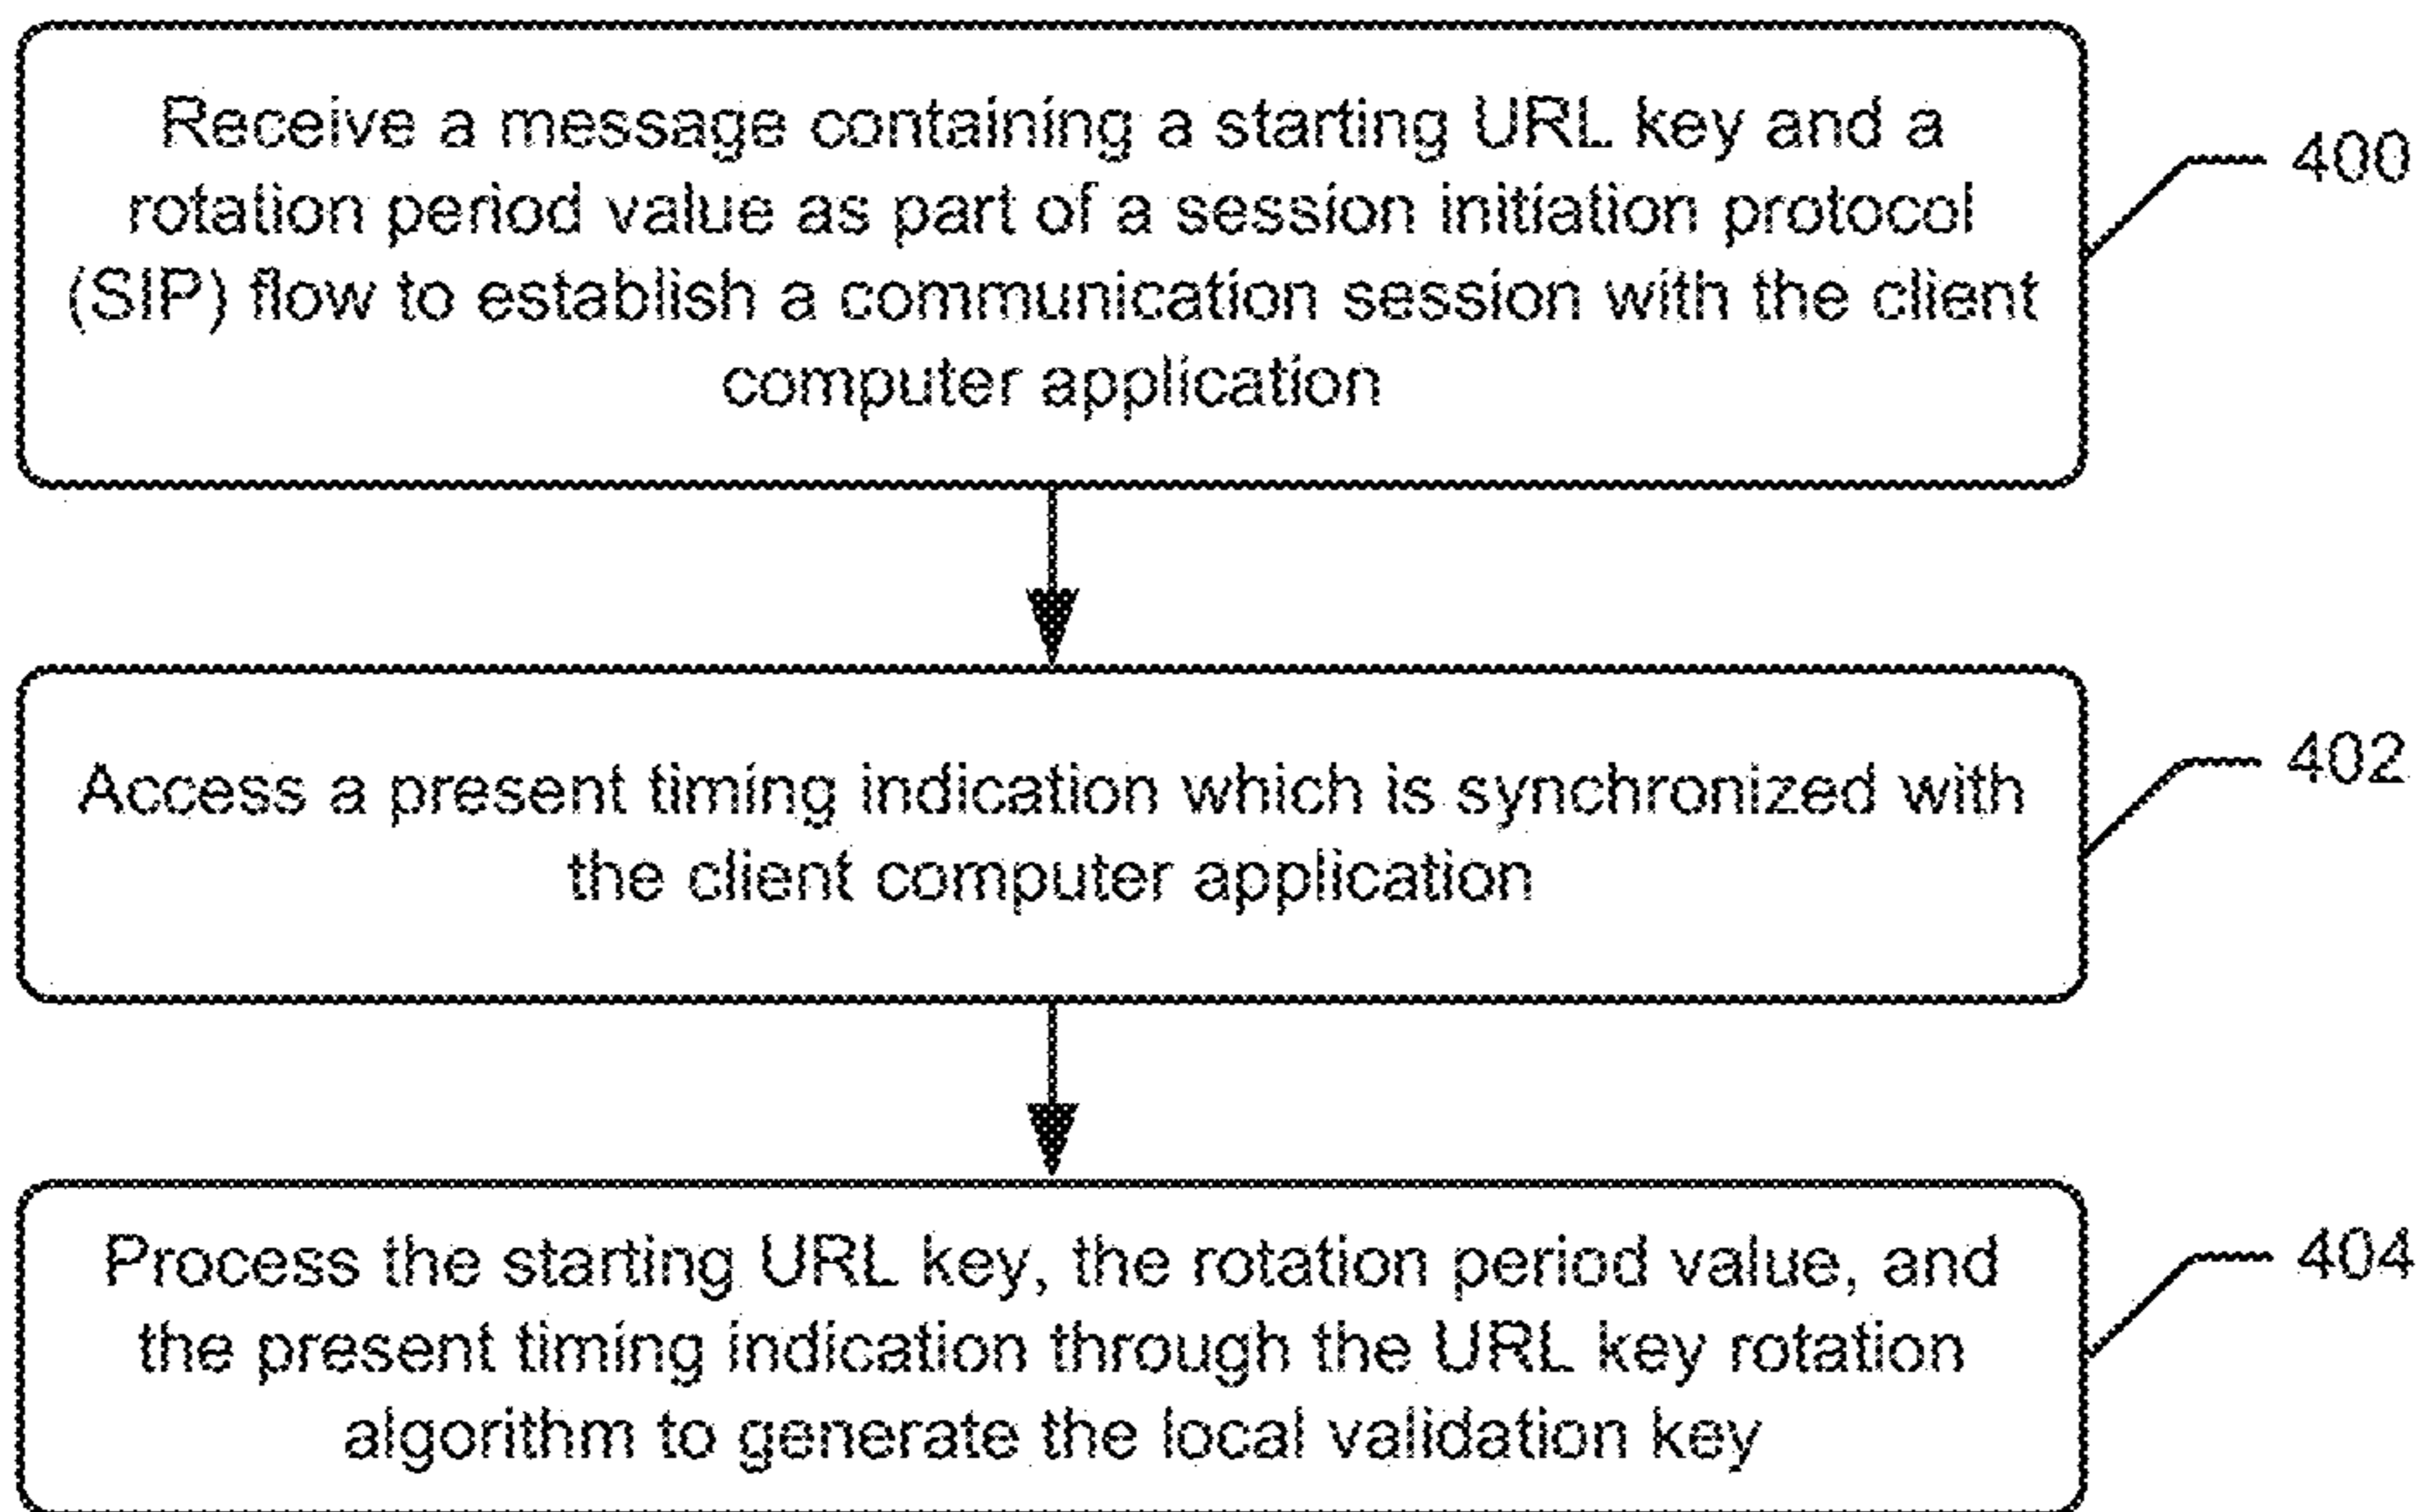 Receive a message containing a starting URL key and a
rotation period value as part of a session initiation protocol
(SIP) flow to establish a communication session with the client
computer application
400
Access a present timing indication which is synchronized with
the client computer application
402
Process the starting URL key, the rotation period value, and
the present timing indication through the URL key rotation
algorithm to generate the local validation key
404